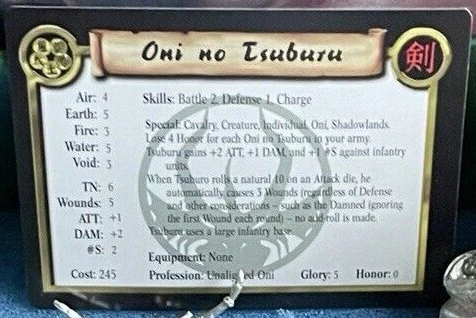 Oni no Tsuburu
剣
Air: 4
Earth: 5
Fire: 3
Water: 5
Void: 3
TN: 6
Wounds: 5
ATT: +1
DAM: +2
#S: 2
Cost: 245
Skills: Battle 2, Defense 1, Charge
Special: Cavalry, Creature, Individual, Oni, Shadowlands.
Lose 4 Honor for each Oni no Tsuburu in your army.
Tsuburu gains +2 ATT, +1 DAM, and +1 #S against infantry
units.
When Tsuburu rolls a natural 10 on an Attack die, he
automatically causes 3 Wounds (regardless of Defense
and other considerations – such as the Damned ignoring
the first Wound each round) – no add-roll is made.
Tsuburu uses a large infantry base.
Equipment: None
Profession: Unaligned Oni Glory: 5 Honor: 0